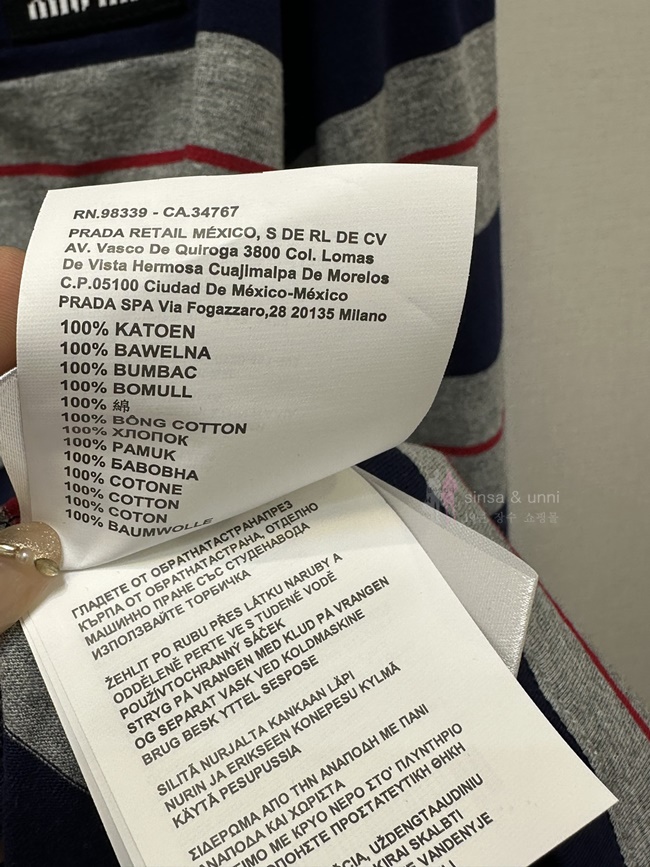 RN.98339 - CA.34767
PRADA RETAIL MÉXICO, S DE RL DE CV
AV. Vasco De Quiroga 3800 Col. Lomas
De Vista Hermosa Cuajimalpa De Morelos
C.P.05100 Ciudad De México-México
PRADA SPA Via Fogazzaro,28 20135 Milano
100% KATOEN
100% BAWELNA
100% BUMBAC
100% BOMULL
100% 綿
100% BÔNG COTTON
100% ХЛОПОК
100% PAMUK
100% БАВОВНА
100% COTONE
100% COTTON
100% COTON
100% BAUMWOLLE
ГЛАДЕТЕ ОТ ОБРАТНАТАСТРАНАПРЕЗ
КЪРПА ОТ ОБРАТНАТАСТРАНА, ОТДЕЛНО
МАШИННО ПРАНЕ СЪС СТУДЕНАВОДА
ИЗПОЛЗВАЙТЕ ТОРБИЧКА
ŽEHLIT PO RUBU PŘES LÁTKU NARUBY A
ODDĚLENÉ PERTE VE S TUDENÉ VODĚ
POUŽÍVTOCHRANNÝ SÁČEK
STRYG PÅ VRANGEN MED KLUD PÅ VRANGEN
OG SEPARAT VASK VED KOLDMASKINE
BRUG BESK YTTEL SESPOSE
SILITÄ NURJALTA KANKAAN LÄPI
NURIN JA ERIKSEEN KONEPESU KYLMÄ
KÄYTÄ PESUPUSSIA
ΣΙΔΕΡΩΜΑ ΑΠΟ ΤΗΝ ΑΝΑΠΟΔΗ ΜΕ ΠΑΝΙ
ΑΝΑΠΟΔΑ ΚΑΙ ΧΩΡΙΣΤΑ
ΣΙΜΟ ΜΕ ΚΡΥΟ ΝΕΡΟ ΣΤΟ' ΠΛΥΝΤΗΡΙΟ
ΠΟΙΗΣΤΕ ΠΡΟΣΤΑΤΕΥΤΙΚΗ ΘΗΚΗ
UŽDENGTAAUDINIU
KIRAI SKALBTI
VANDENYJE
sinsa & unni
쇼핑몰